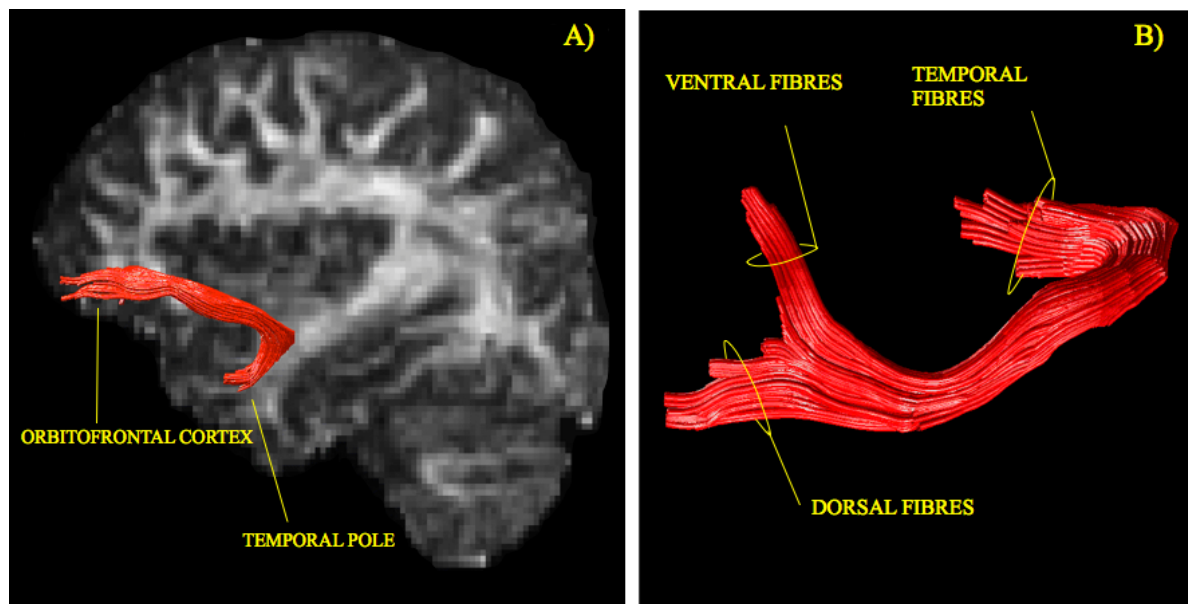 A)
ORBITOFRONTAL CORTEX
TEMPORAL POLE
B)
VENTRAL FIBRES
TEMPORAL
FIBRES
DORSAL FIBRES